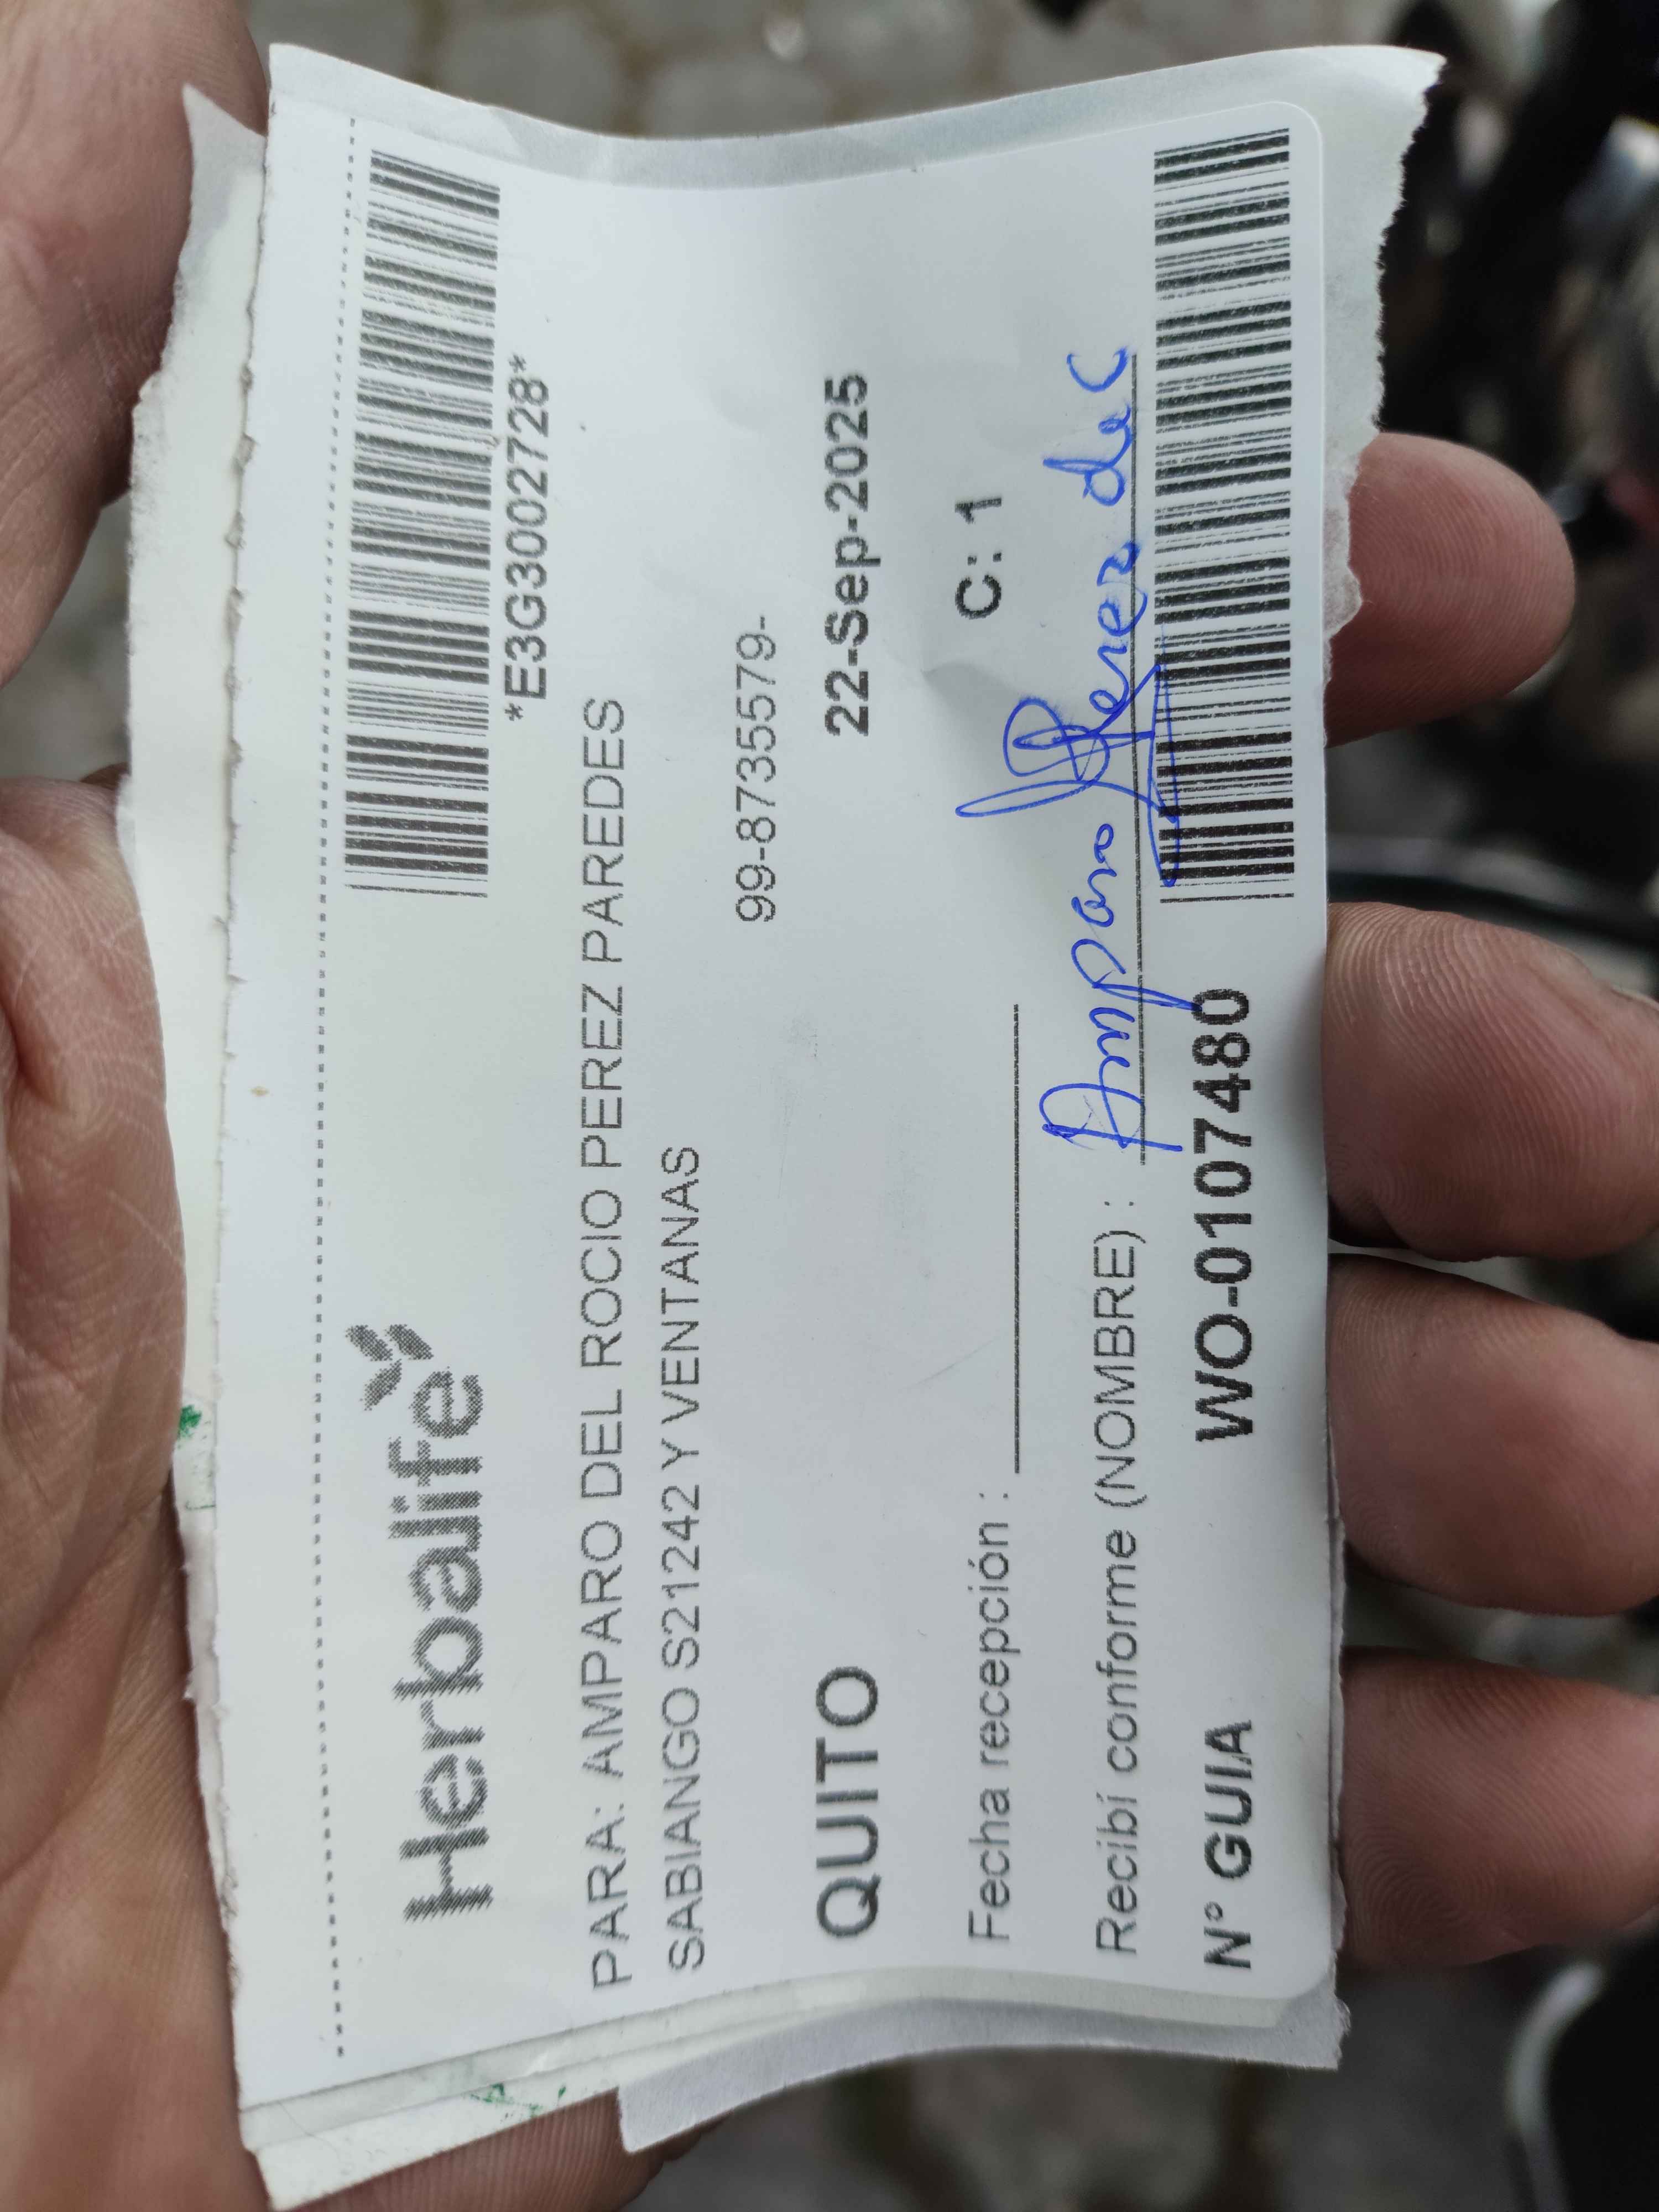 Herbalife
*E3G3002728*
PARA: AMPARO DEL ROCIO PEREZ PAREDES
SABIANGO S21242 Y VENTANAS
99-8735579-
QUITO 22-Sep-2025
Fecha recepción : C: 1
Recibí conforme (NOMBRE) : Amparo Perez de C
N° GUIA WO-0107480